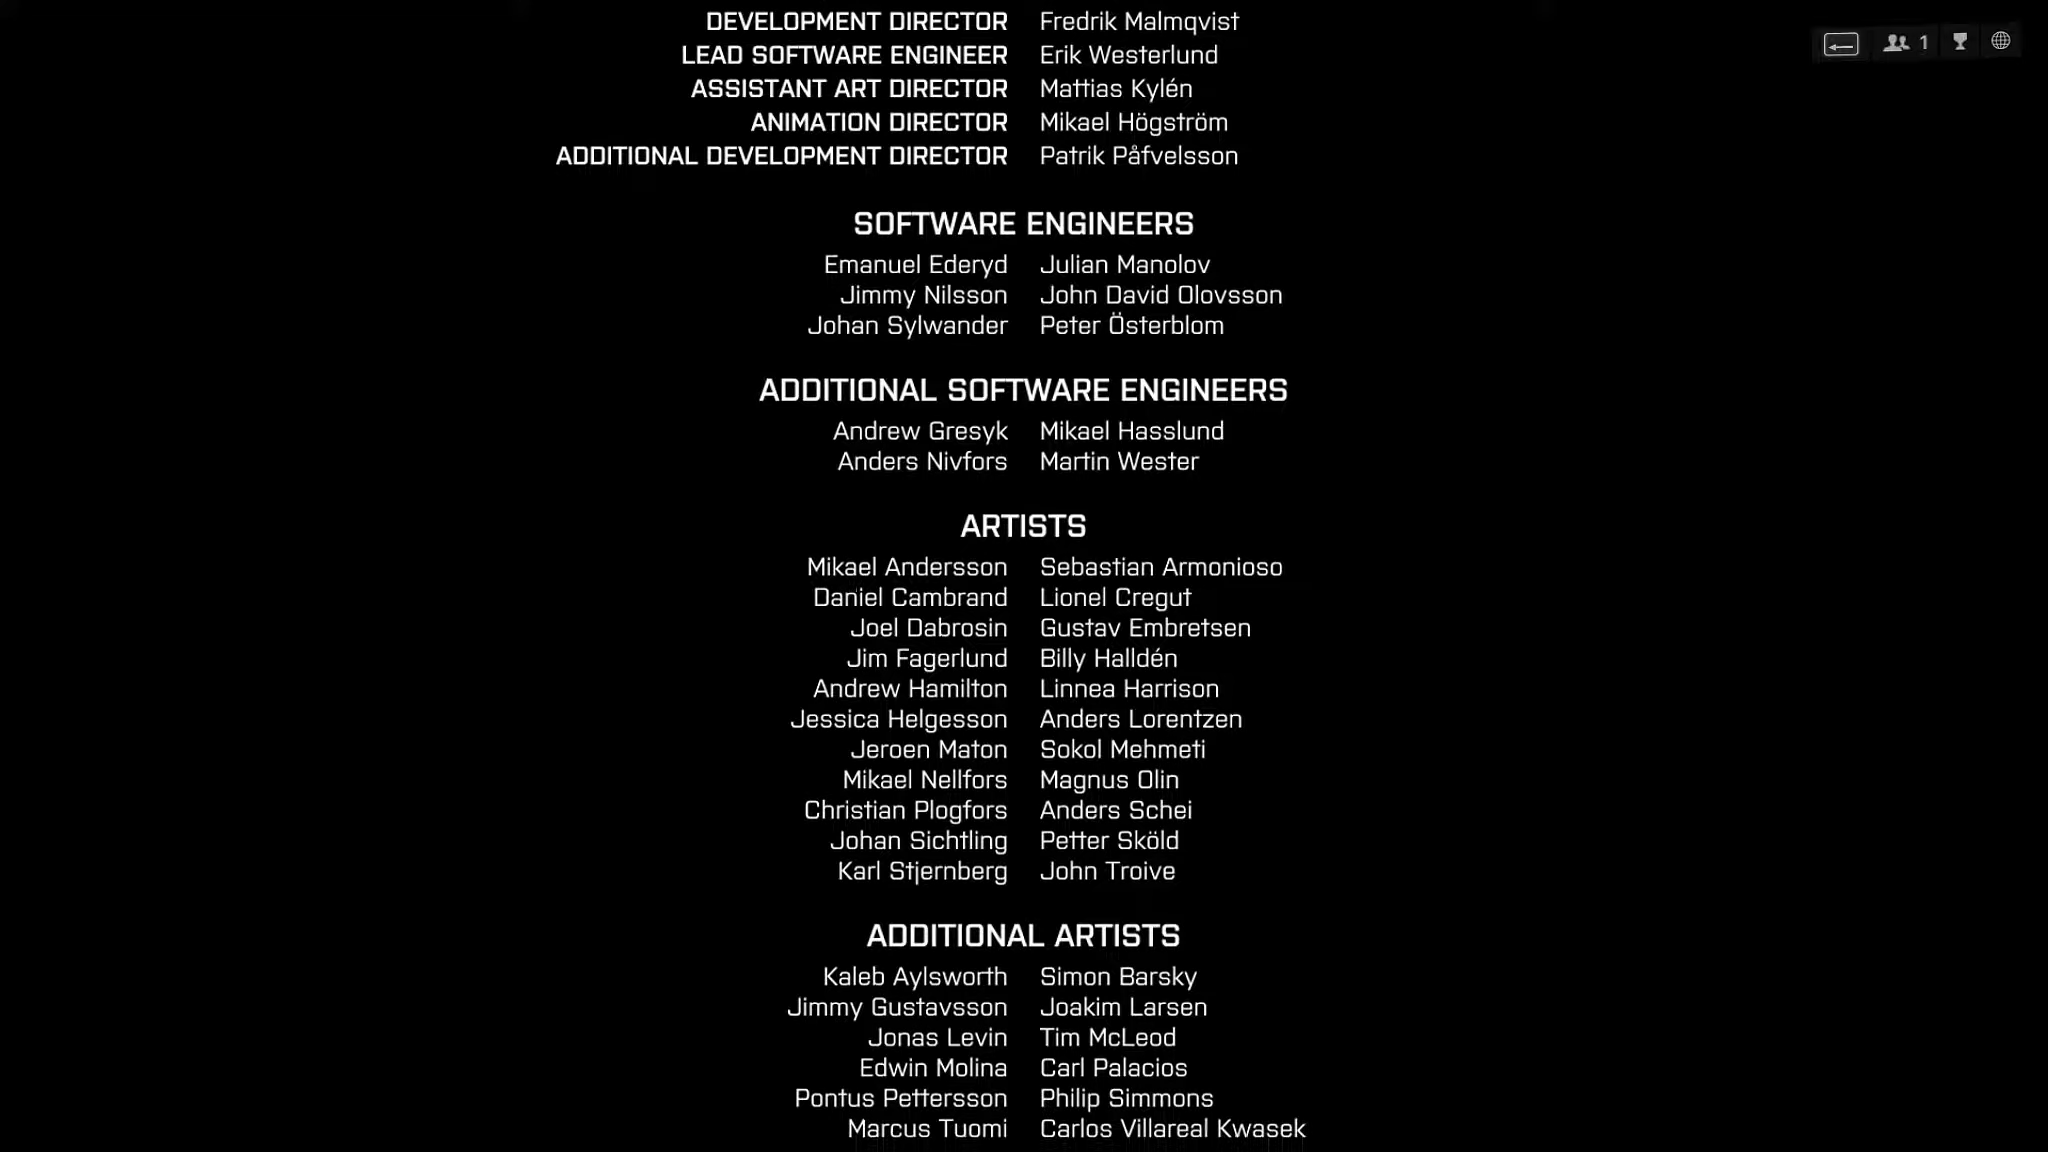 DEVELOPMENT DIRECTOR Fredrik Malmqvist
LEAD SOFTWARE ENGINEER Erik Westerlund
ASSISTANT ART DIRECTOR Mattias Kylén
ANIMATION DIRECTOR Mikael Högström
ADDITIONAL DEVELOPMENT DIRECTOR Patrik Påfvelsson
1
SOFTWARE ENGINEERS
Emanuel Ederyd Julian Manolov
Jimmy Nilsson John David Olovsson
Johan Sylwander Peter Österblom
ADDITIONAL SOFTWARE ENGINEERS
Andrew Gresyk Mikael Hasslund
Anders Nivfors Martin Wester
ARTISTS
Mikael Andersson Sebastian Armonioso
Daniel Cambrand Lionel Cregut
Joel Dabrosin Gustav Embretsen
Jim Fagerlund Billy Halldén
Andrew Hamilton Linnea Harrison
Jessica Helgesson Anders Lorentzen
Jeroen Maton Sokol Mehmeti
Mikael Nellfors Magnus Olin
Christian Plogfors Anders Schei
Johan Sichtling Petter Sköld
Karl Stjernberg John Troive
ADDITIONAL ARTISTS
Kaleb Aylsworth Simon Barsky
Jimmy Gustavsson Joakim Larsen
Jonas Levin Tim McLeod
Edwin Molina Carl Palacios
Pontus Pettersson Philip Simmons
Marcus Tuomi Carlos Villareal Kwasek